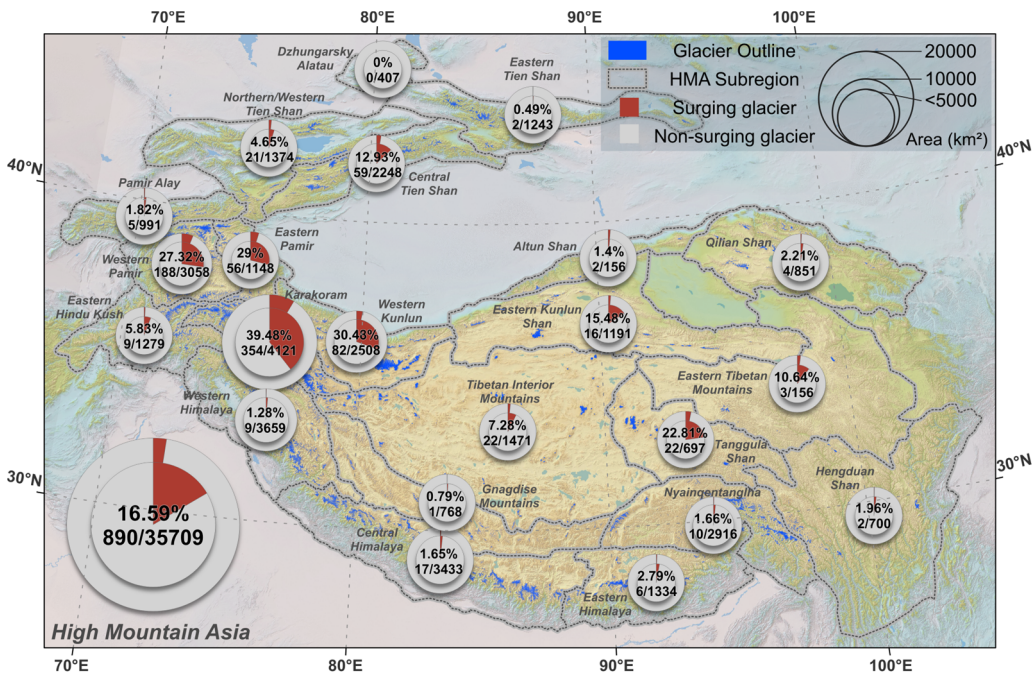 70°E
80°E
90°E
100°E
Glacier Outline
HMA Subregion
Surging glacier
Non-surging glacier
20000
10000
<5000
Area (km²)
Dzhungarsky
Alatau
0%
0/407
Eastern
Tien Shan
0.49%
2/1243
Northern/Western
Tien Shan
4.65%
21/1374
12.93%
59/2248
Central
Tien Shan
40°N
40°N
Pamir Alay
1.82%
5/991
Western
Pamir
27.32%
188/3058
Eastern
Pamir
29%
56/1148
Altun Shan
1.4%
2/156
Qilian Shan
2.21%
4/851
Eastern
Hindu Kush
5.83%
9/1279
Karakoram
39.48%
354/4121
Western
Kunlun
30.43%
82/2508
Eastern Kunlun
Shan
15.48%
16/1191
Western
Himalaya
1.28%
9/3659
Tibetan Interior
Mountains
7.28%
22/1471
Eastern Tibetan
Mountains
10.64%
3/156
22.81%
22/697
Tanggula
Shan
30°N
30°N
Hengduan
Shan
1.96%
2/700
0.79%
1/768
Gnagdise
Mountains
Nyainqentanglha
1.66%
10/2916
Central
Himalaya
1.65%
17/3433
Eastern
Himalaya
2.79%
6/1334
16.59%
890/35709
High Mountain Asia
70°E
80°E
90°E
100°E